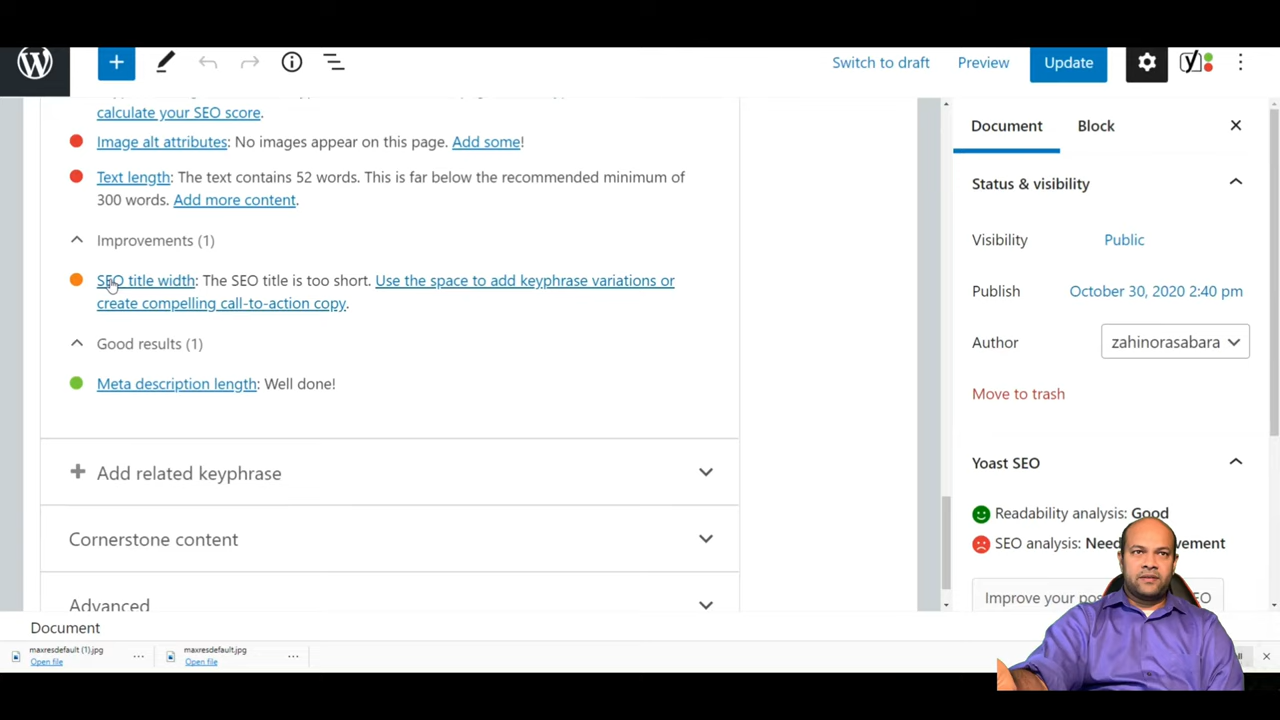 Switch to draft
Preview
Update
calculate your SEO score.
Image alt attributes: No images appear on this page. Add some!
Text length: The text contains 52 words. This is far below the recommended minimum of
300 words. Add more content.
Improvements (1)
SEO title width: The SEO title is too short. Use the space to add keyphrase variations or
create compelling call-to-action copy.
Good results (1)
Meta description length: Well done!
Add related keyphrase
Cornerstone content
Advanced
Document
Block
Status & visibility
Visibility
Public
Publish
October 30, 2020 2:40 pm
Author
zahinorasabara
Move to trash
Yoast SEO
Readability analysis: Good
SEO analysis:
Improve your
Document
maxresdefault (1).jpg
Open file
maxresdefault.jpg
Open file